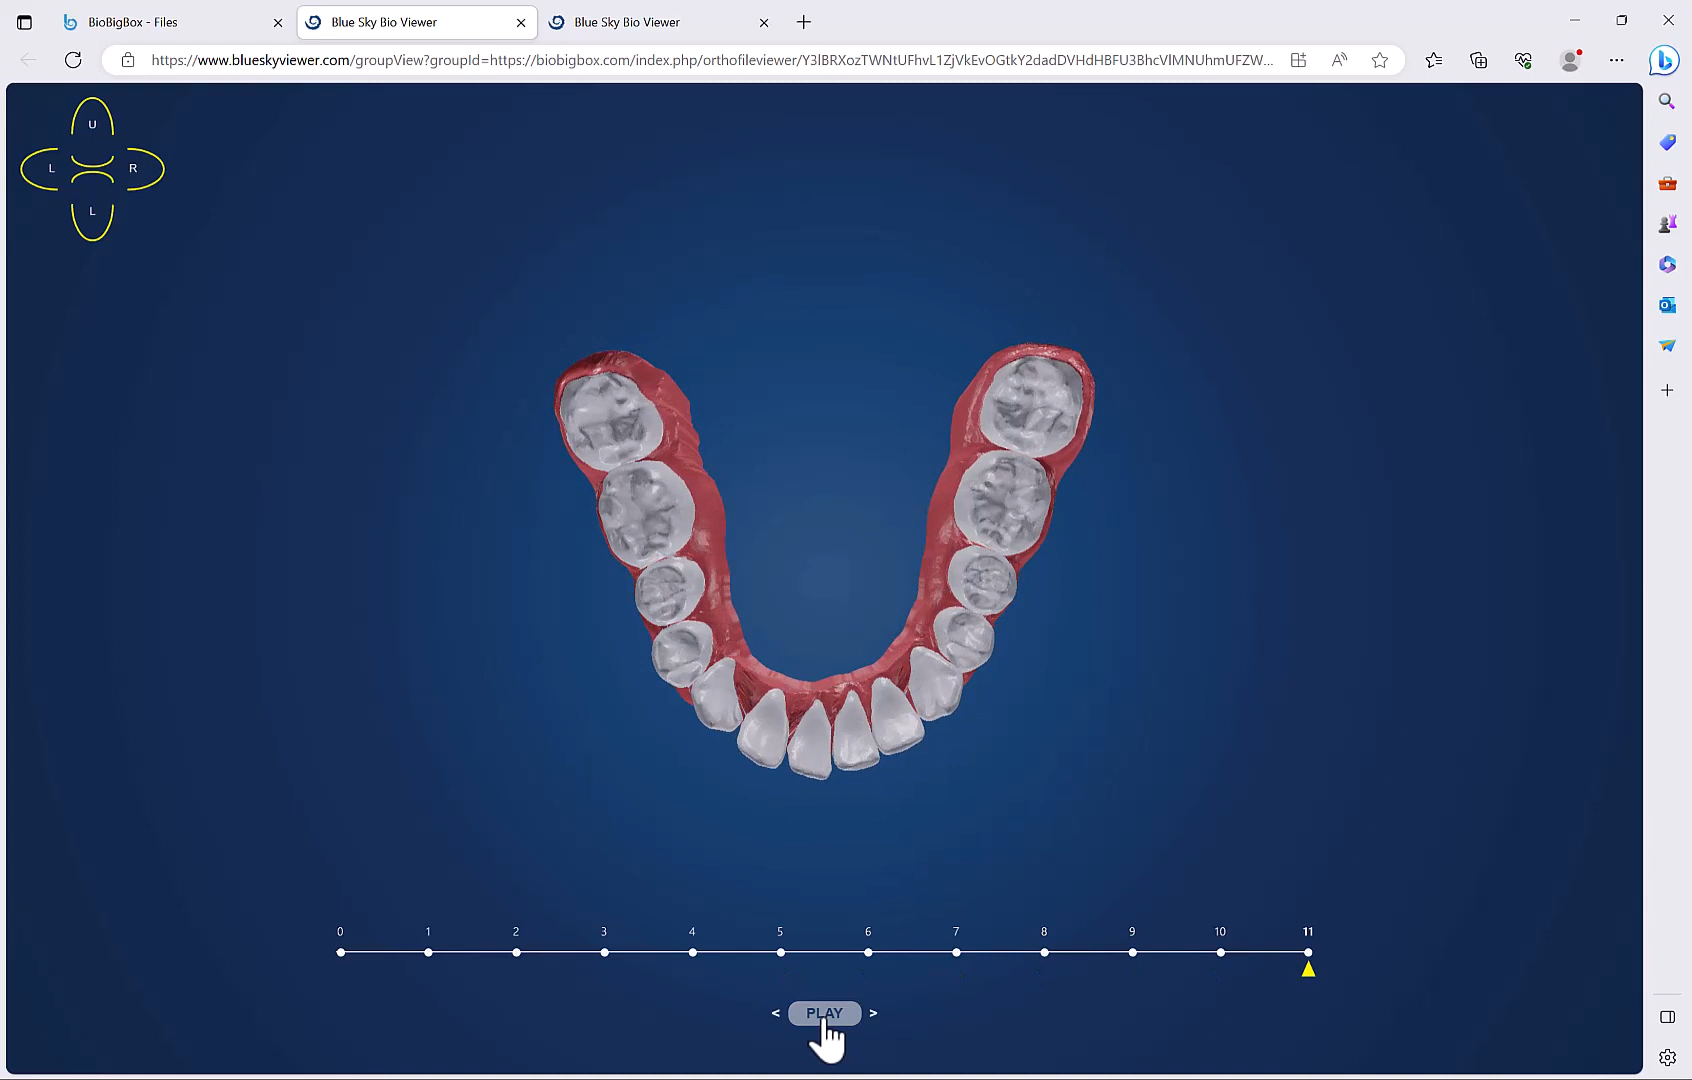 BioBigBox - Files
Blue Sky Bio Viewer
Blue Sky Bio Viewer
https://www.blueskyviewer.com/groupView?groupId=https://biobigbox.com/index.php/orthofileviewer/Y3lBRXozTWNtUFhvL1ZjVkEvOGtkY2dadDVHdHBFU3BhcVlMNUhmUFZW...
U
L R
L
0 1 2 3 4 5 6 7 8 9 10 11
< PLAY >